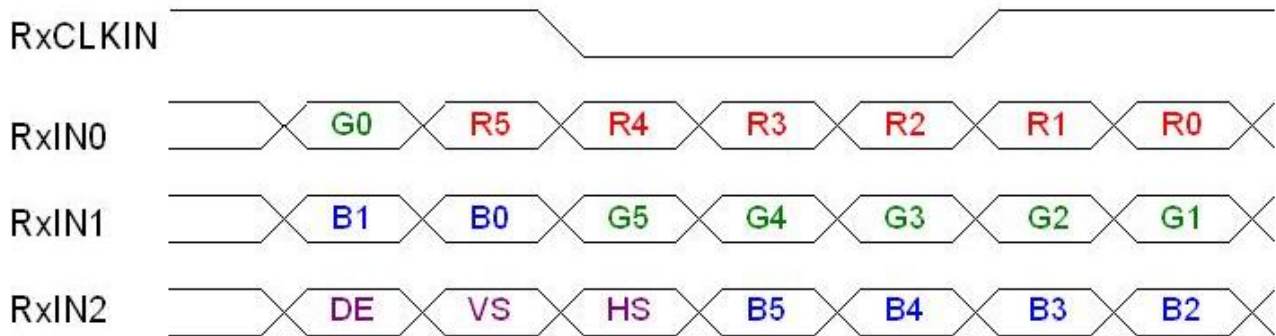 RxCLKIN
RxIN0 G0 R5 R4 R3 R2 R1 R0
RxIN1 B1 B0 G5 G4 G3 G2 G1
RxIN2 DE VS HS B5 B4 B3 B2